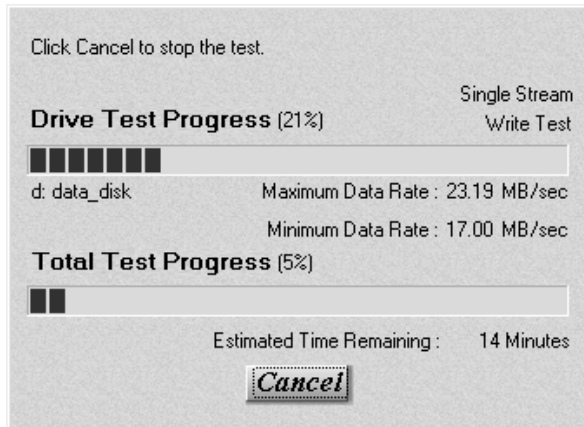 Click Cancel to stop the test.
Single Stream
Drive Test Progress (21%)
Write Test
d: data_disk
Maximum Data Rate : 23.19 MB/sec
Minimum Data Rate : 17.00 MB/sec
Total Test Progress (5%)
Estimated Time Remaining : 14 Minutes
Cancel